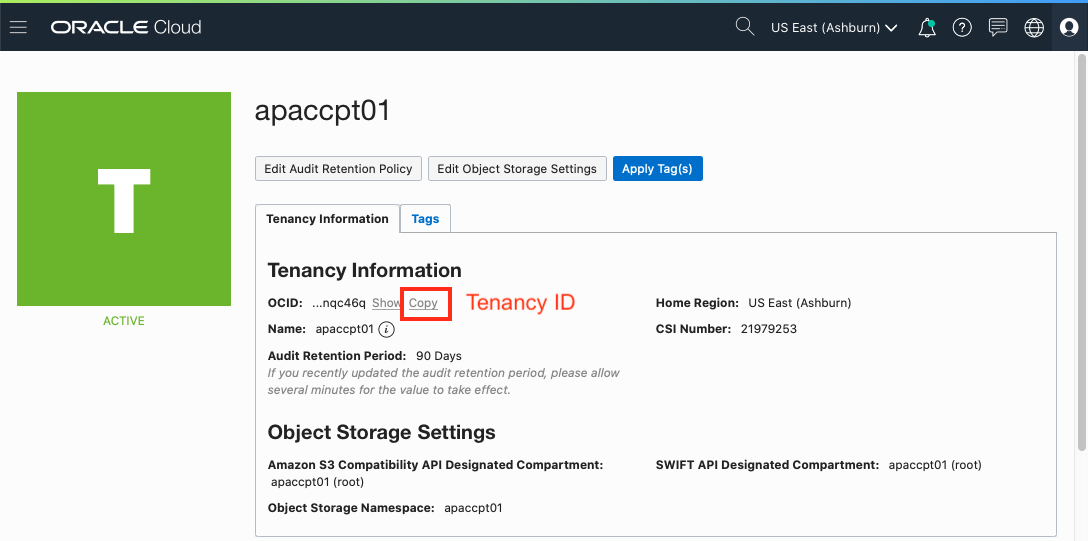 ORACLE Cloud
US East (Ashburn)
apaccpt01
T
ACTIVE
Edit Audit Retention Policy
Edit Object Storage Settings
Apply Tag(s)
Tenancy Information
Tags
Tenancy Information
OCID: ...nqc46q Show Copy
Tenancy ID
Home Region: US East (Ashburn)
Name: apaccpt01 i
CSI Number: 21979253
Audit Retention Period: 90 Days
If you recently updated the audit retention period, please allow
several minutes for the value to take effect.
Object Storage Settings
Amazon S3 Compatibility API Designated Compartment:
apaccpt01 (root)
SWIFT API Designated Compartment: apaccpt01 (root)
Object Storage Namespace: apaccpt01